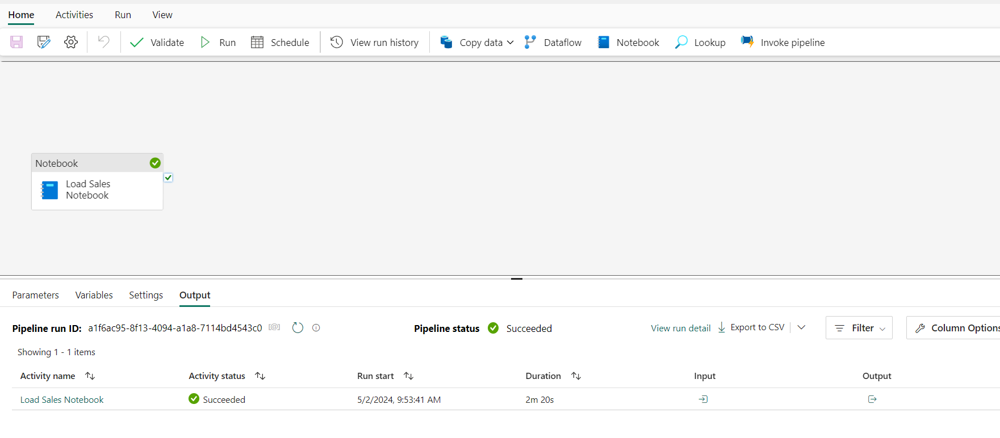 Home Activities Run View
Validate Run Schedule View run history Copy data Dataflow Notebook Lookup Invoke pipeline
Notebook
Load Sales
Notebook
Parameters Variables Settings Output
Pipeline run ID: a1f6ac95-8f13-4094-a1a8-7114bd4543c0 [@] Pipeline status Succeeded View run detail Export to CSV Filter Column Options
Showing 1 - 1 items
Activity name Activity status Run start Duration Input Output
Load Sales Notebook Succeeded 5/2/2024, 9:53:41 AM 2m 20s